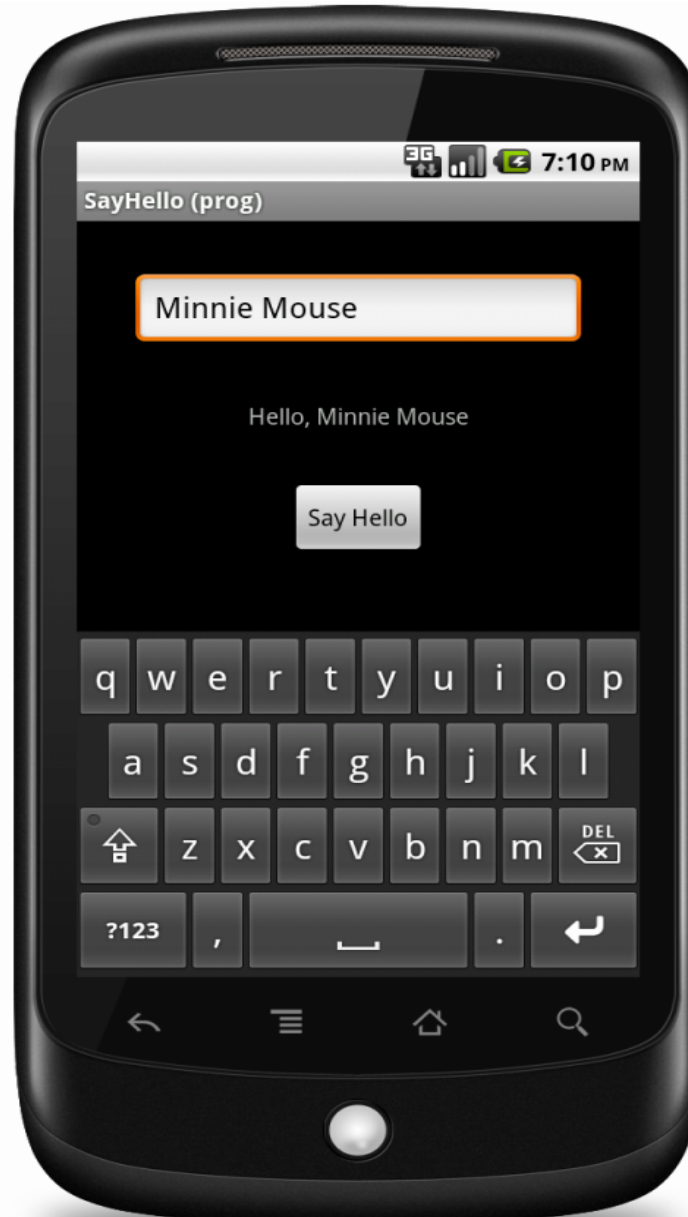 3G 7:10 PM
SayHello (prog)
Minnie Mouse
Hello, Minnie Mouse
Say Hello
q w e r t y u i o p
a s d f g h j k l
z x c v b n m DEL
?123 , .